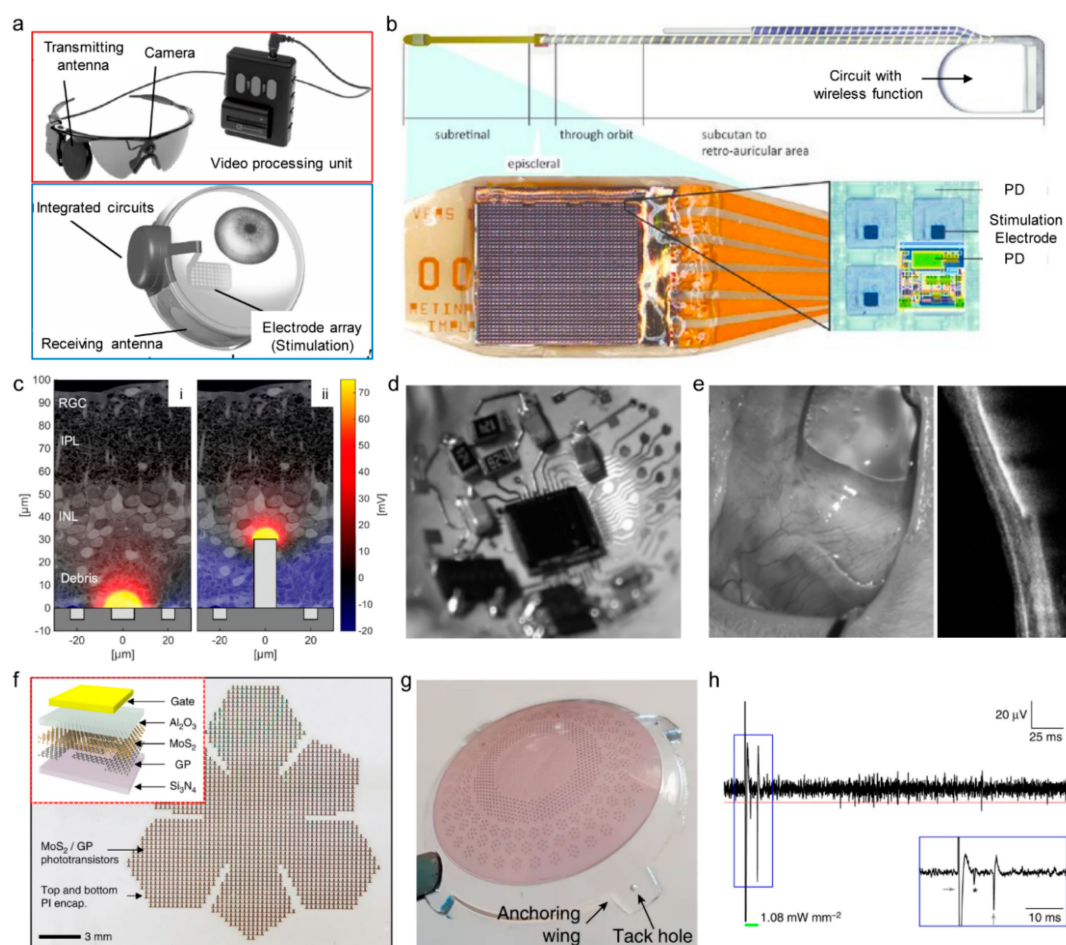 a
Transmitting
antenna
Camera
Video processing unit
Integrated circuits
Receiving antenna
Electrode array
(Stimulation)
b
Circuit with
wireless function
subretinal
through orbit
subcutan to
retro-auricular area
episcleral
PD
Stimulation
Electrode
PD
RETINA
IMPL
c
i
ii
100
90
80
70
60
50
40
30
20
10
0
-10
[μm]
RGC
IPL
INL
Debris
-20
0
20
[μm]
-20
0
20
[μm]
70
60
50
40
30
20
10
0
-10
-20
[mV]
d
e
f
Gate
Al₂O₃
MoS₂
GP
Si₃N₄
MoS₂ / GP
phototransistors
Top and bottom
PI encap.
3 mm
g
Anchoring
wing
Tack hole
h
20 μV
25 ms
1.08 mW mm⁻²
*
10 ms